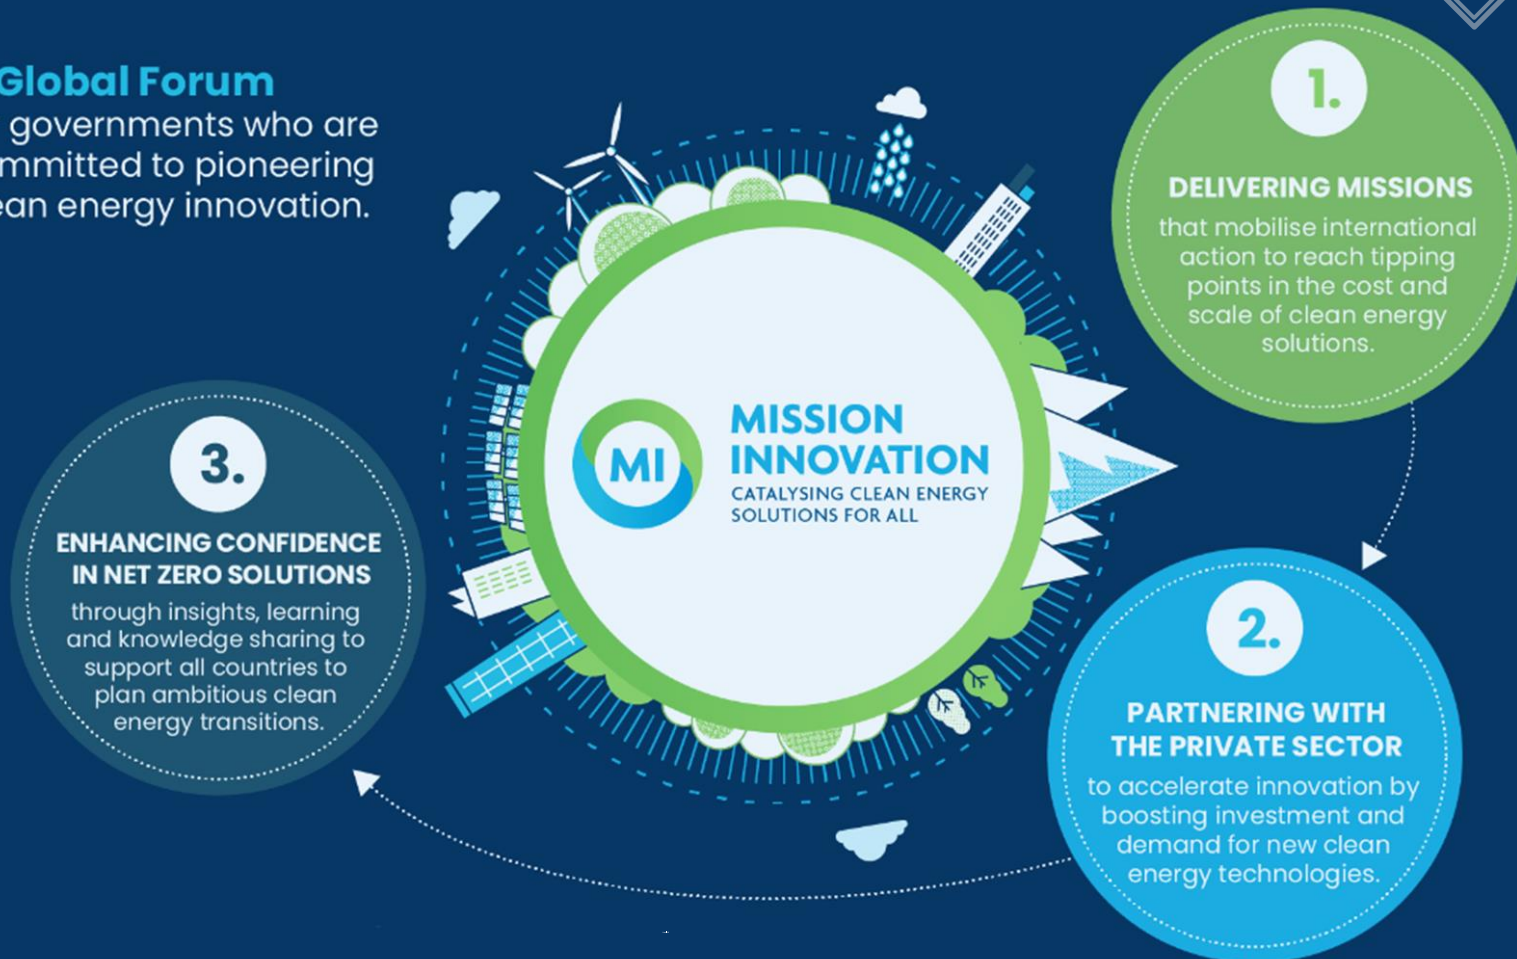 Global Forum
governments who are
mmitted to pioneering
ean energy innovation.
1.
DELIVERING MISSIONS
that mobilise international
action to reach tipping
points in the cost and
scale of clean energy
solutions.
MI
MISSION
INNOVATION
CATALYSING CLEAN ENERGY
SOLUTIONS FOR ALL
2.
PARTNERING WITH
THE PRIVATE SECTOR
to accelerate innovation by
boosting investment and
demand for new clean
energy technologies.
3.
ENHANCING CONFIDENCE
IN NET ZERO SOLUTIONS
through insights, learning
and knowledge sharing to
support all countries to
plan ambitious clean
energy transitions.